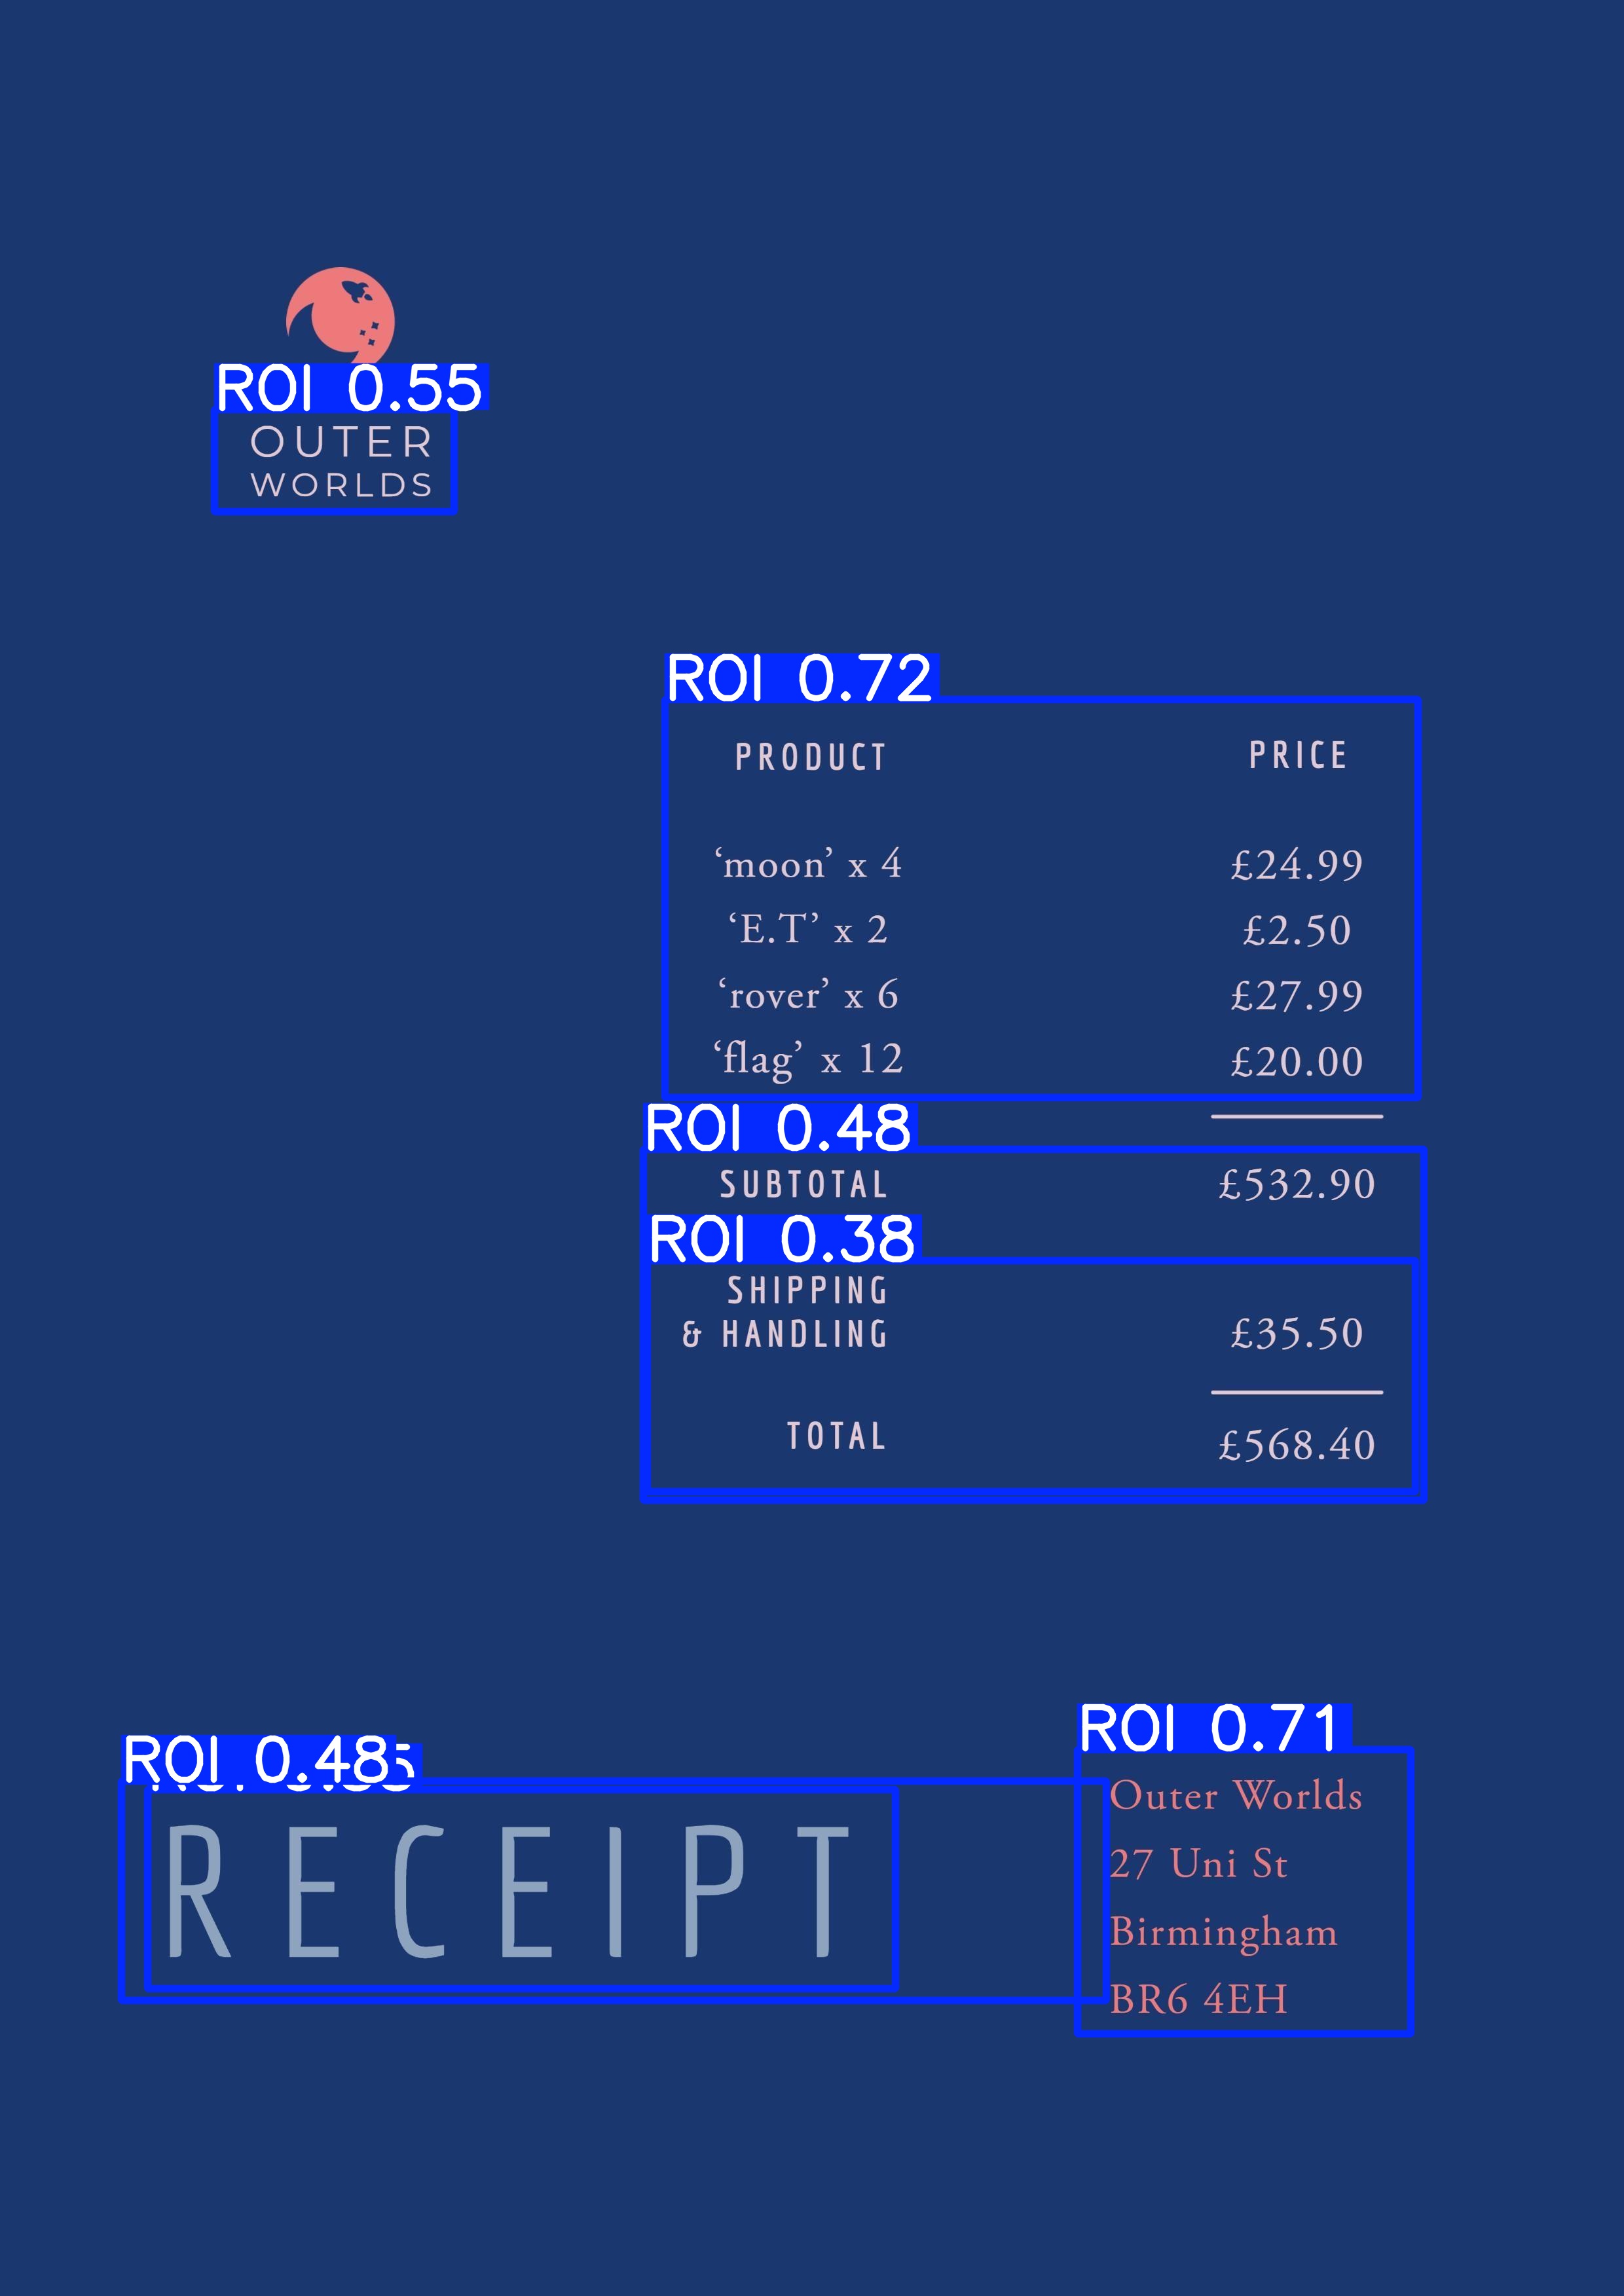 ROI 0.55
OUTER
WORLDS
ROI 0.72
PRODUCT PRICE
‘moon’ x 4 £24.99
‘E.T’ x 2 £2.50
‘rover’ x 6 £27.99
‘flag’ x 12 £20.00
ROI 0.48
SUBTOTAL £532.90
ROI 0.38
SHIPPING
& HANDLING £35.50
TOTAL £568.40
ROI 0.48
RECEIPT
ROI 0.71
Outer Worlds
27 Uni St
Birmingham
BR6 4EH